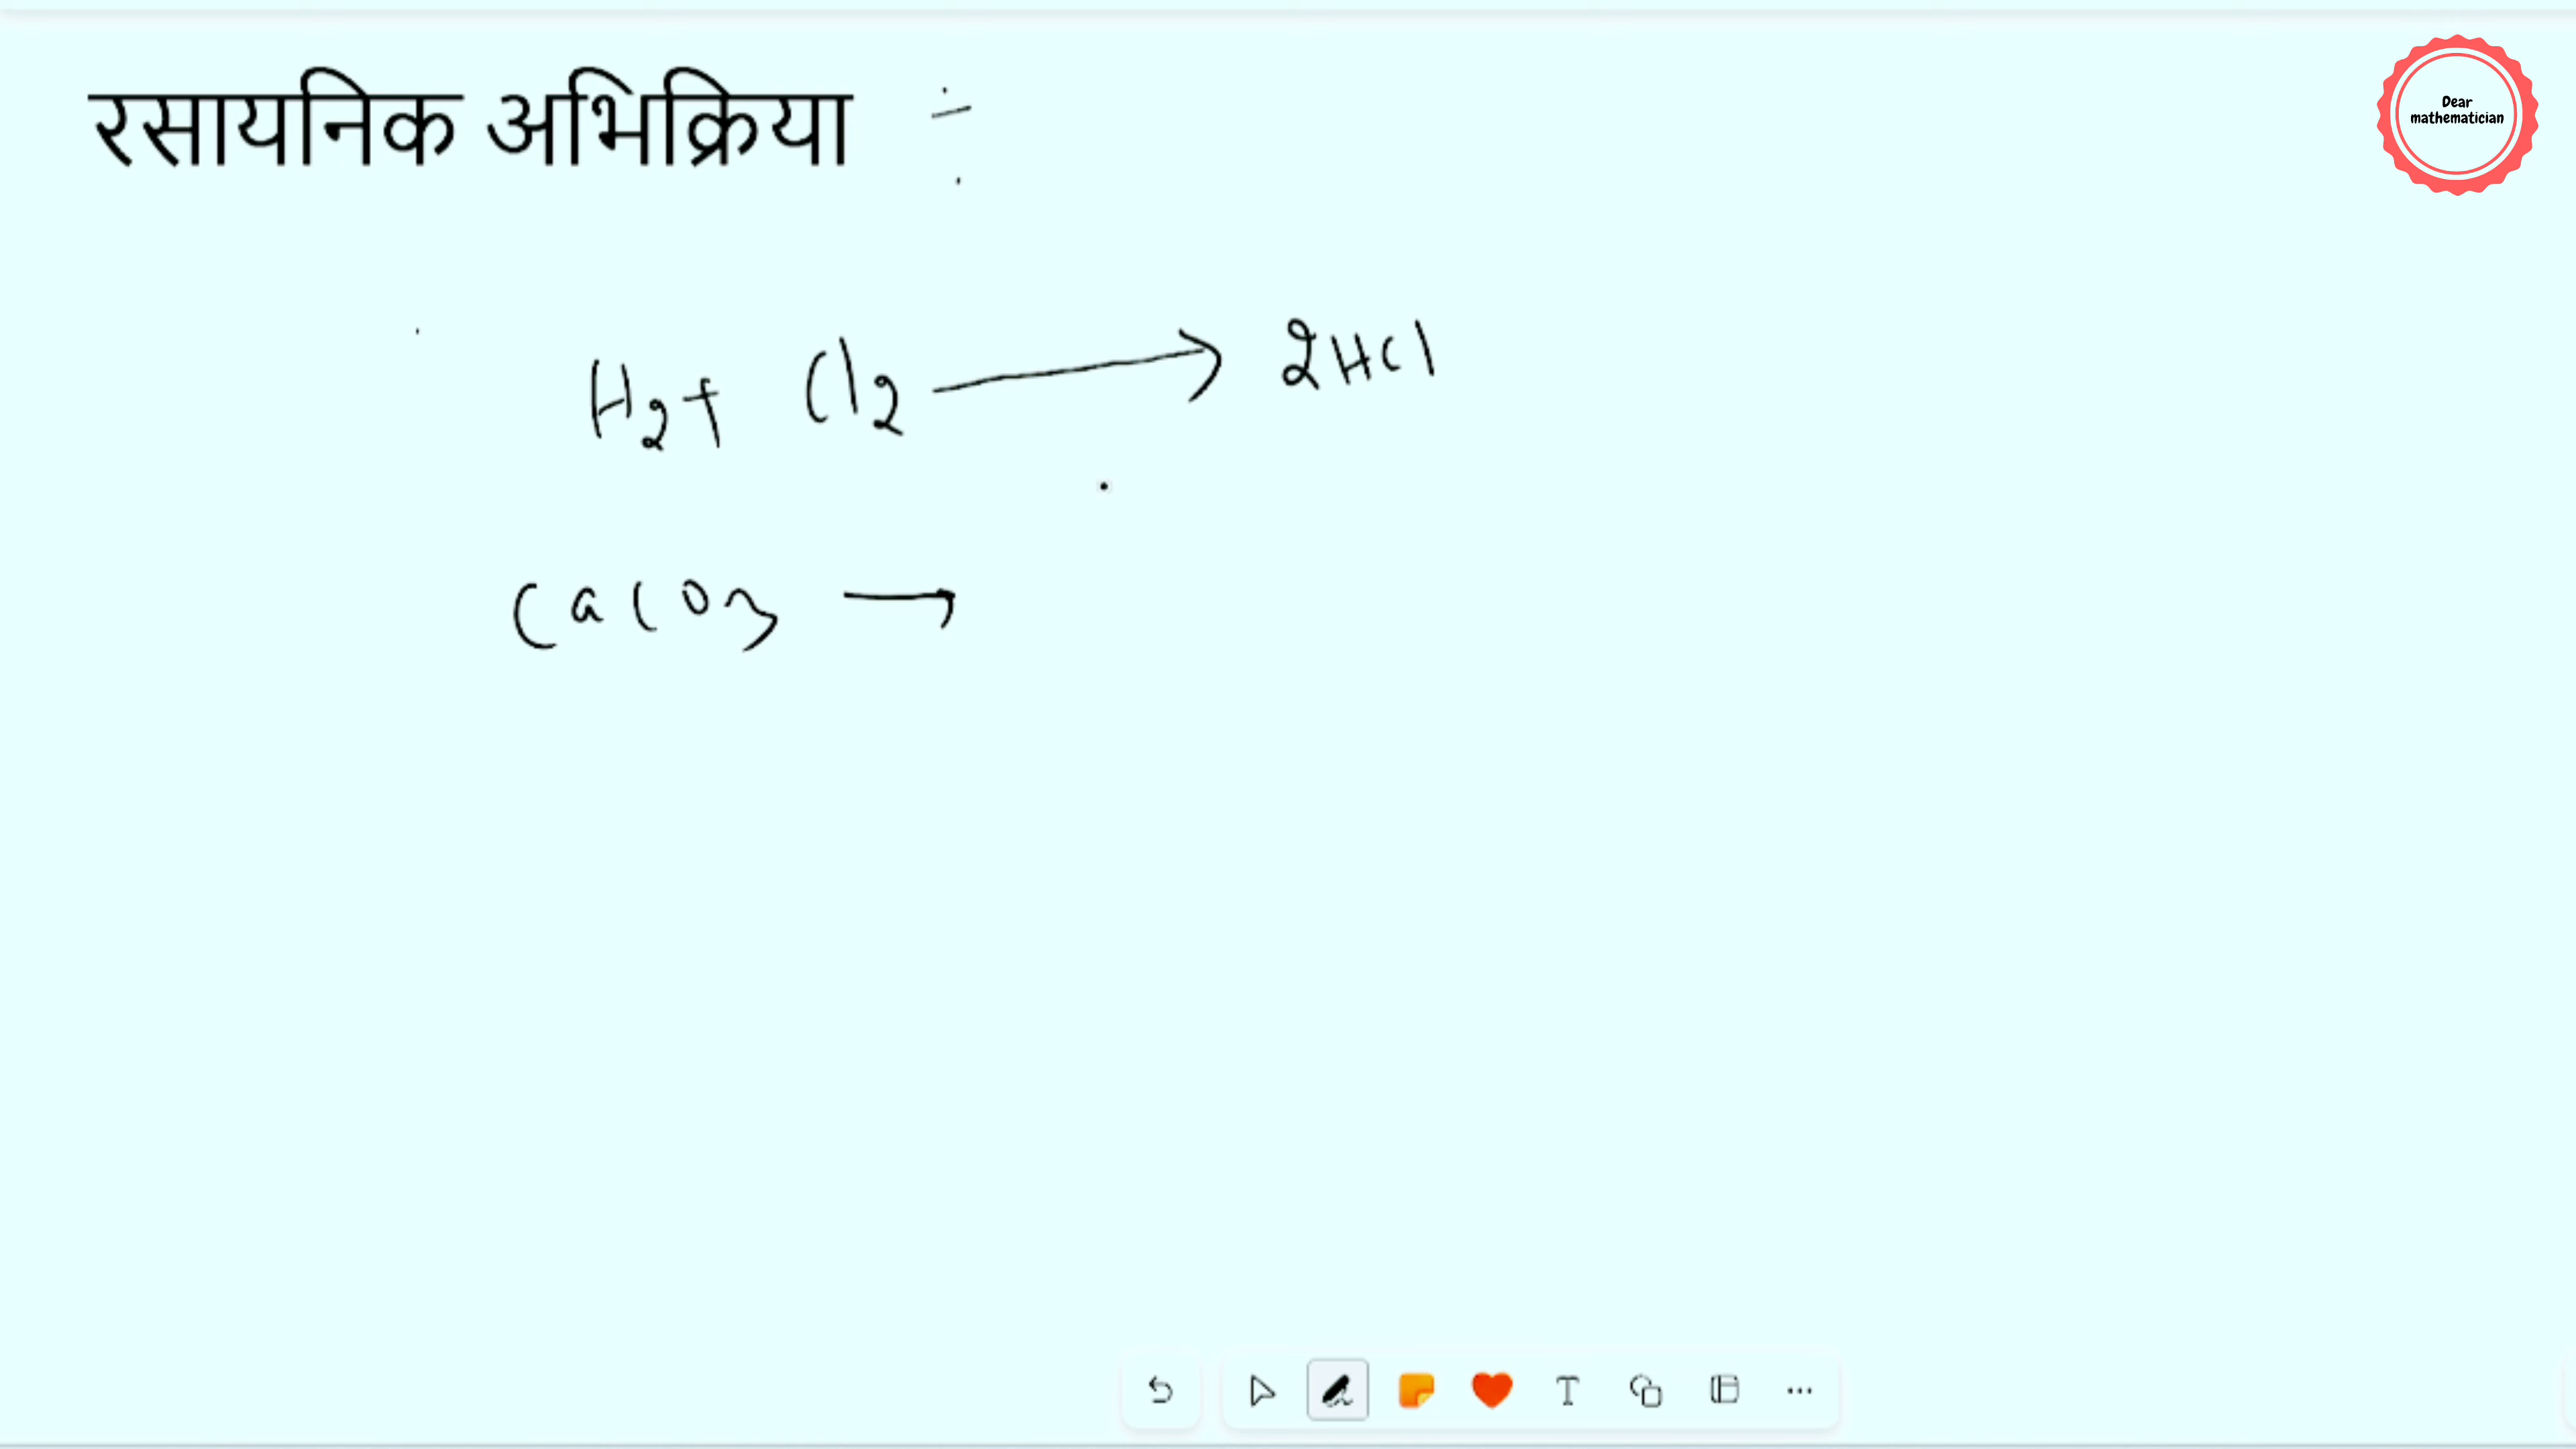 रसायनिक अभिक्रिया ÷
Dear
mathematician
H₂ + Cl₂ ⟶ 2HCl
CaCO₃ →